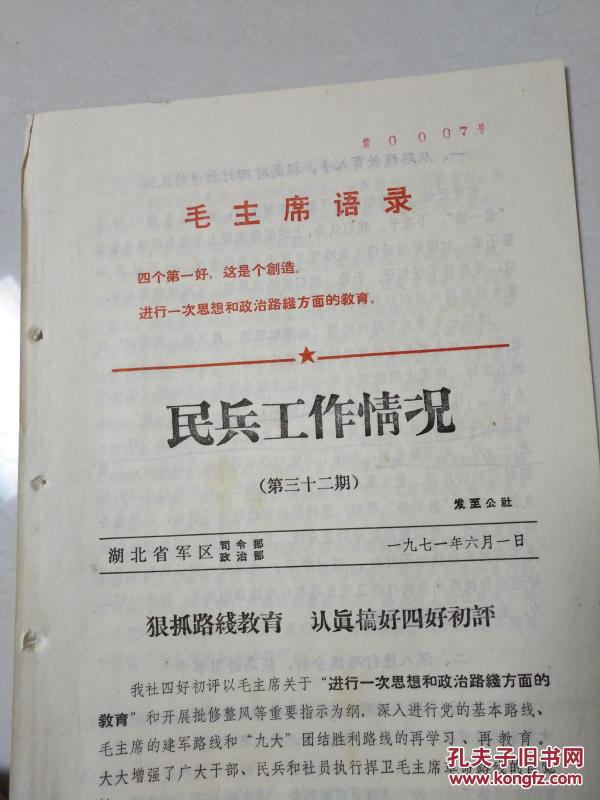 第 0007 号
毛主席语录
四个第一好，这是个創造。
进行一次思想和政治路綫方面的教育。
民兵工作情况
（第三十二期）
发至公社
湖北省军区 司令部 政治部 一九七一年六月一日
狠抓路綫教育 认眞搞好四好初評
我社四好初评以毛主席关于“进行一次思想和政治路綫方面的
教育”和开展批修整风等重要指示为纲，深入进行党的基本路线、
毛主席的建军路线和“九大”团结胜利路线的再学习、再教育。
大大增强了广大干部、民兵和社员执行捍卫毛主席革命路线的自觉
孔夫子旧书网
www.kongfz.com